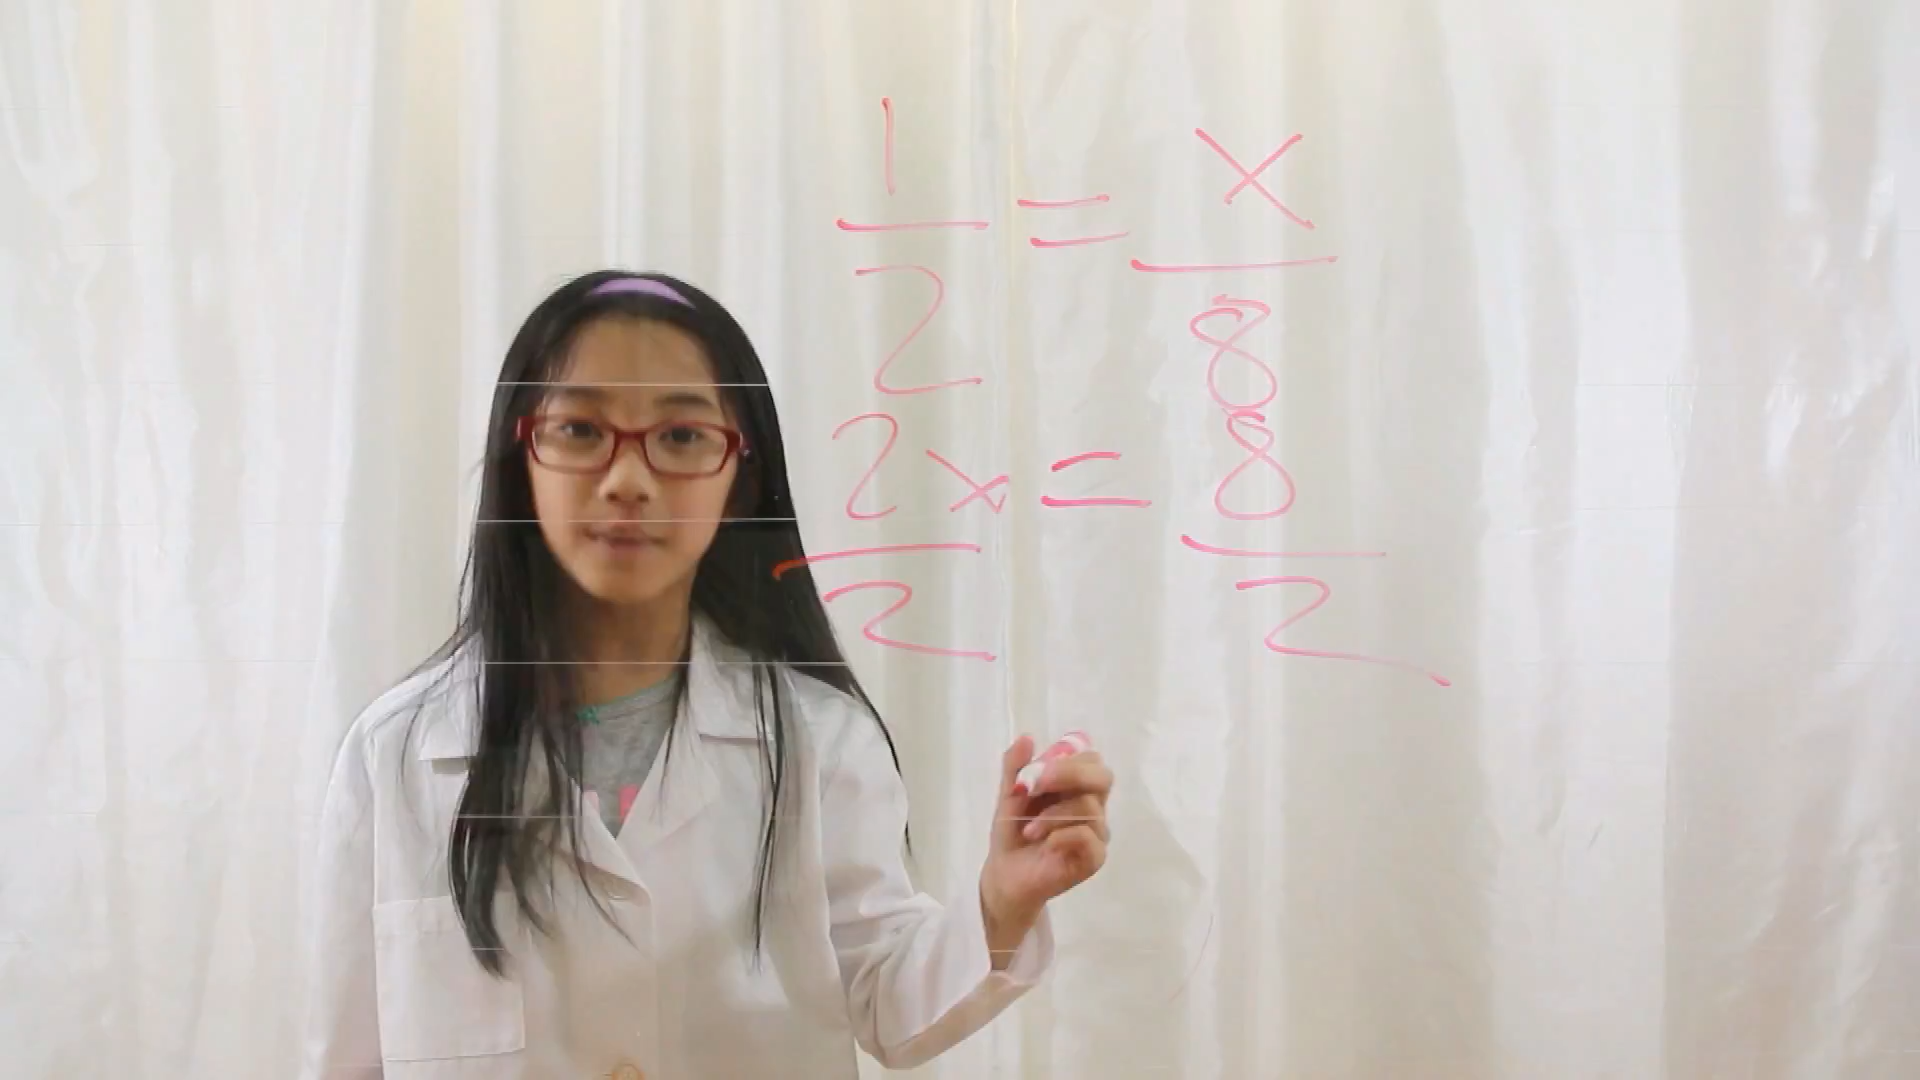 1/2 = x/8
2x/2 = 8/2